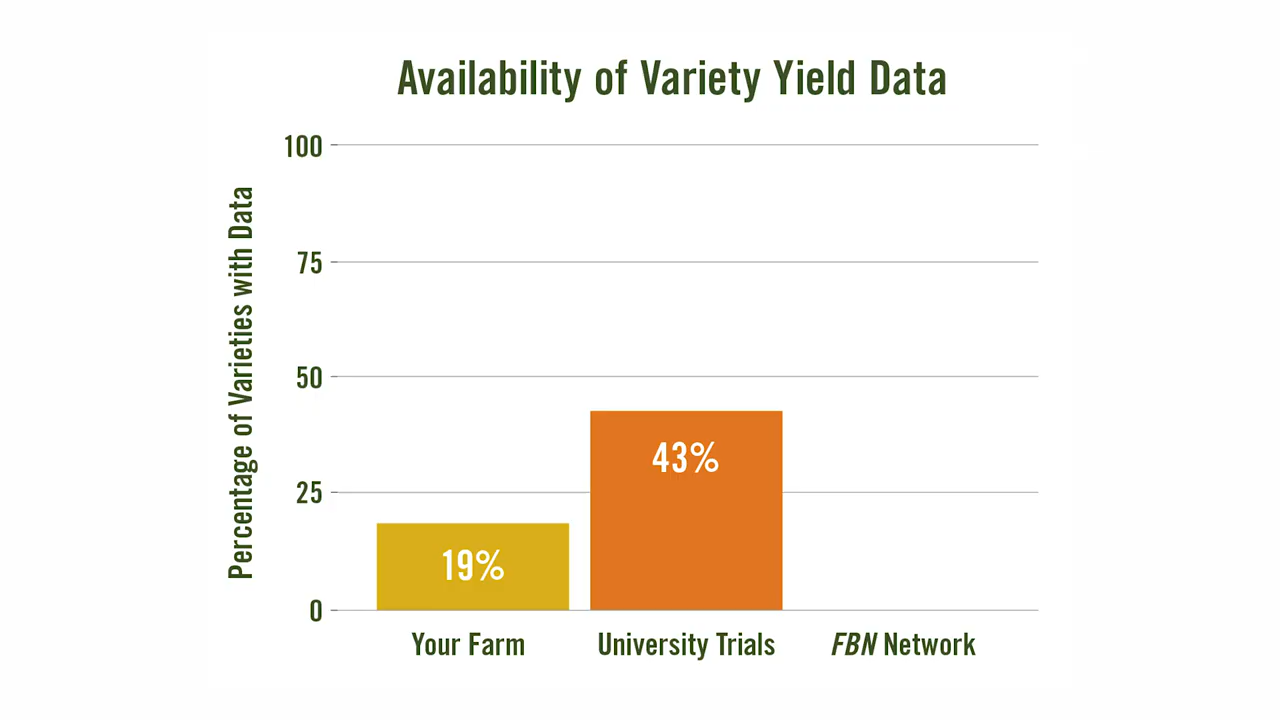 Availability of Variety Yield Data
Percentage of Varieties with Data
100
75
50
25
0
19%
43%
Your Farm
University Trials
FBN Network